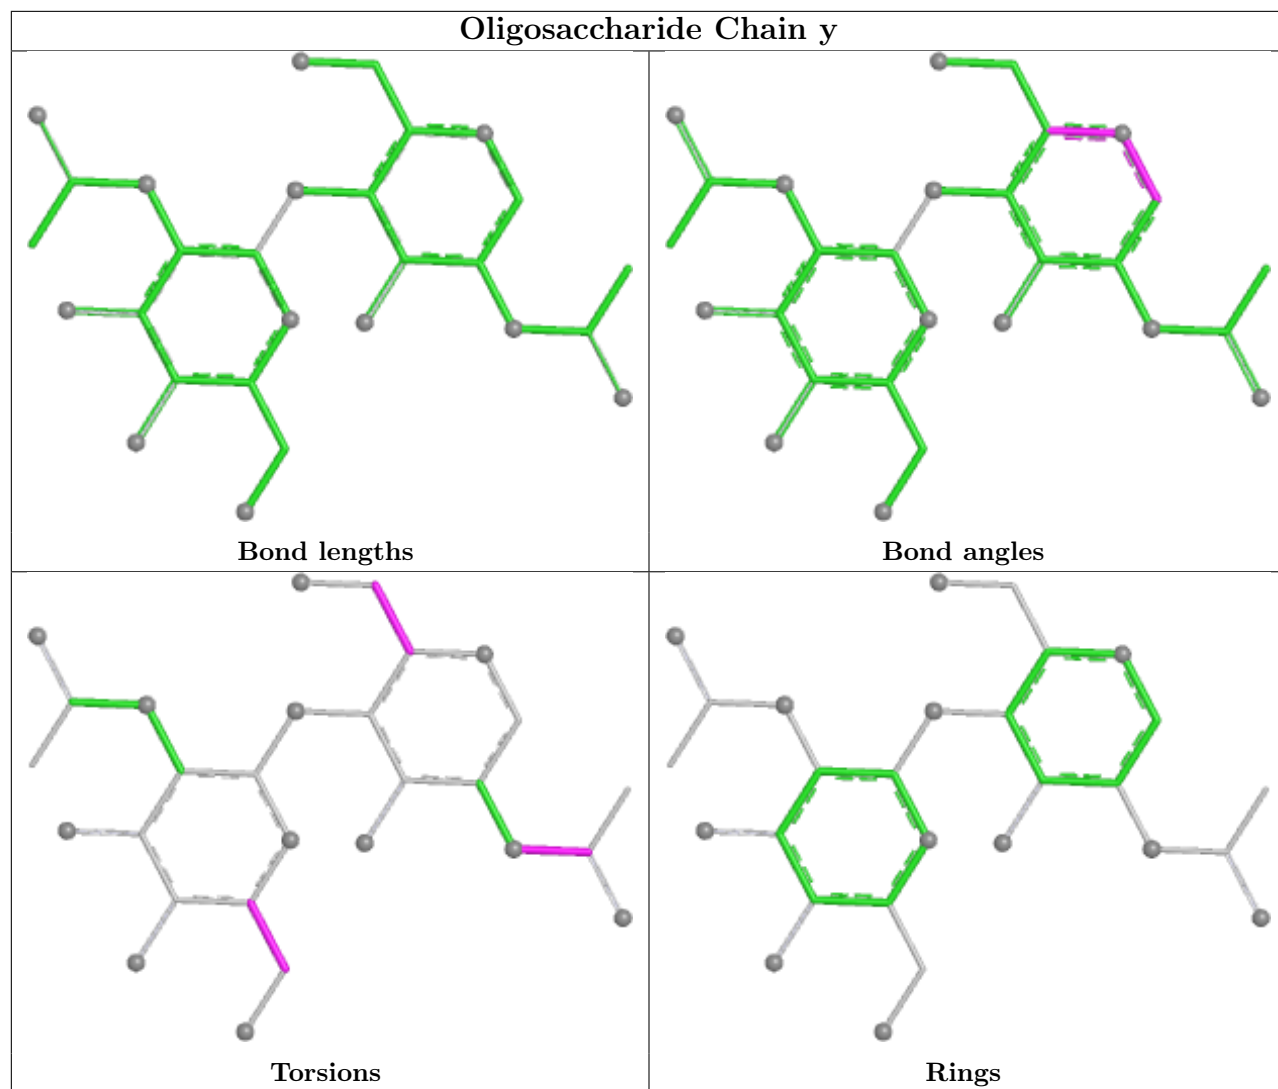 Oligosaccharide Chain y
Bond lengths
Bond angles
Torsions
Rings